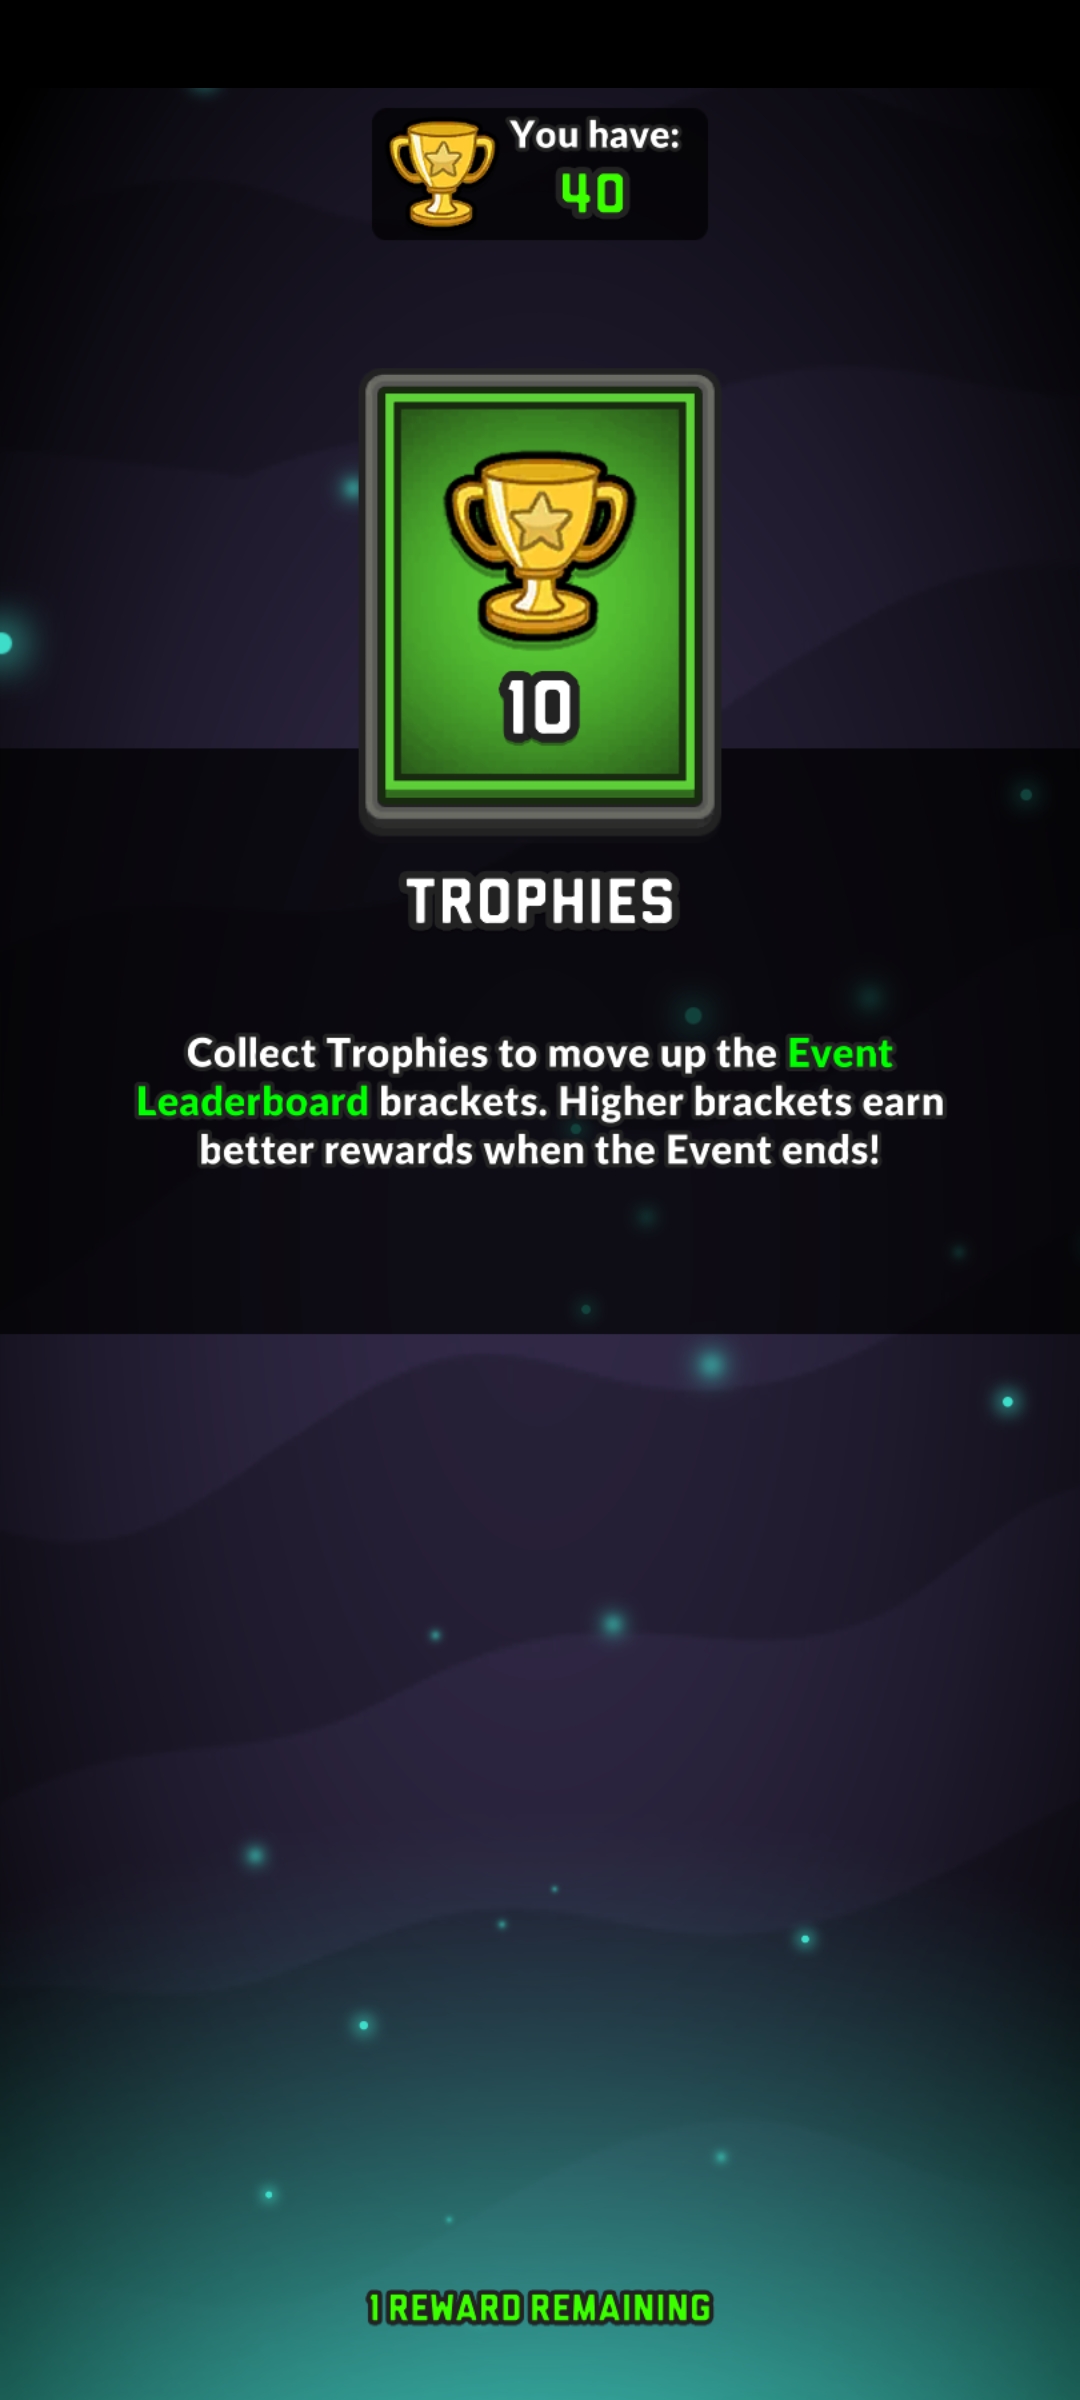 You have:
40
10
TROPHIES
Collect Trophies to move up the Event
Leaderboard brackets. Higher brackets earn
better rewards when the Event ends!
1 REWARD REMAINING